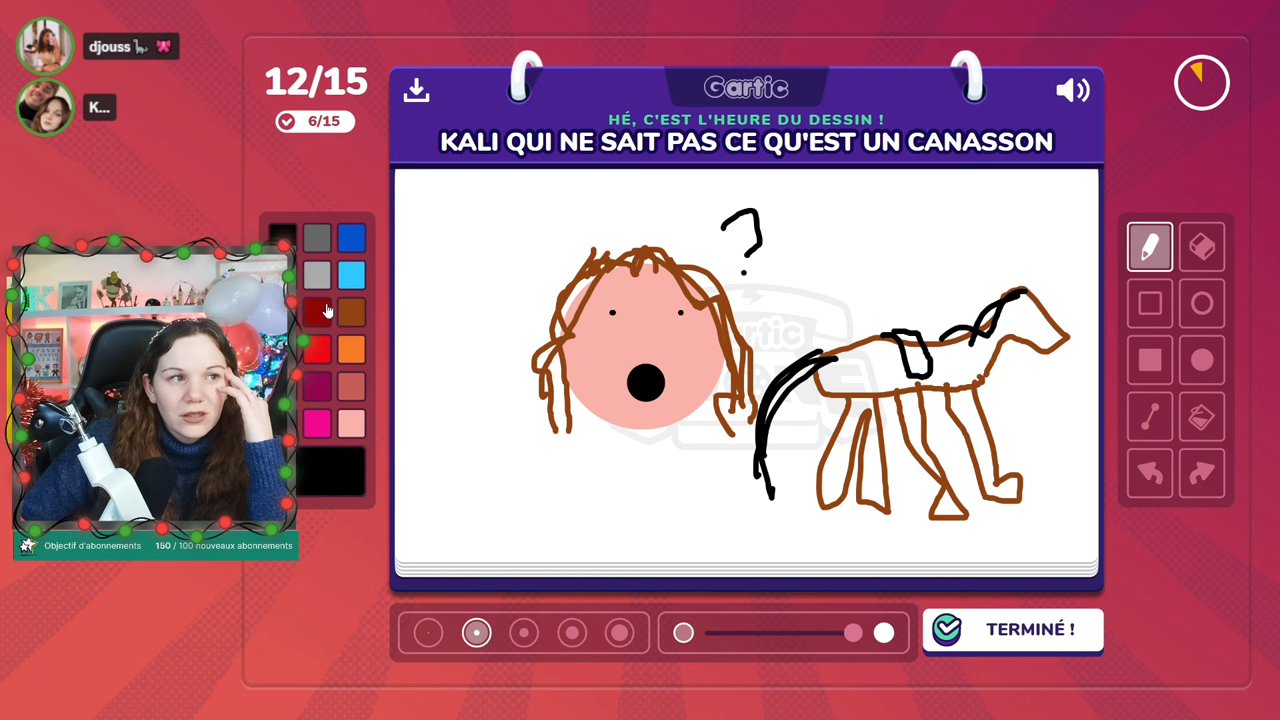 djouss
K...
12/15
6/15
Gartic
HÉ, C'EST L'HEURE DU DESSIN !
KALI QUI NE SAIT PAS CE QU'EST UN CANASSON
?
Objectif d'abonnements 150 / 100 nouveaux abonnements
TERMINÉ !